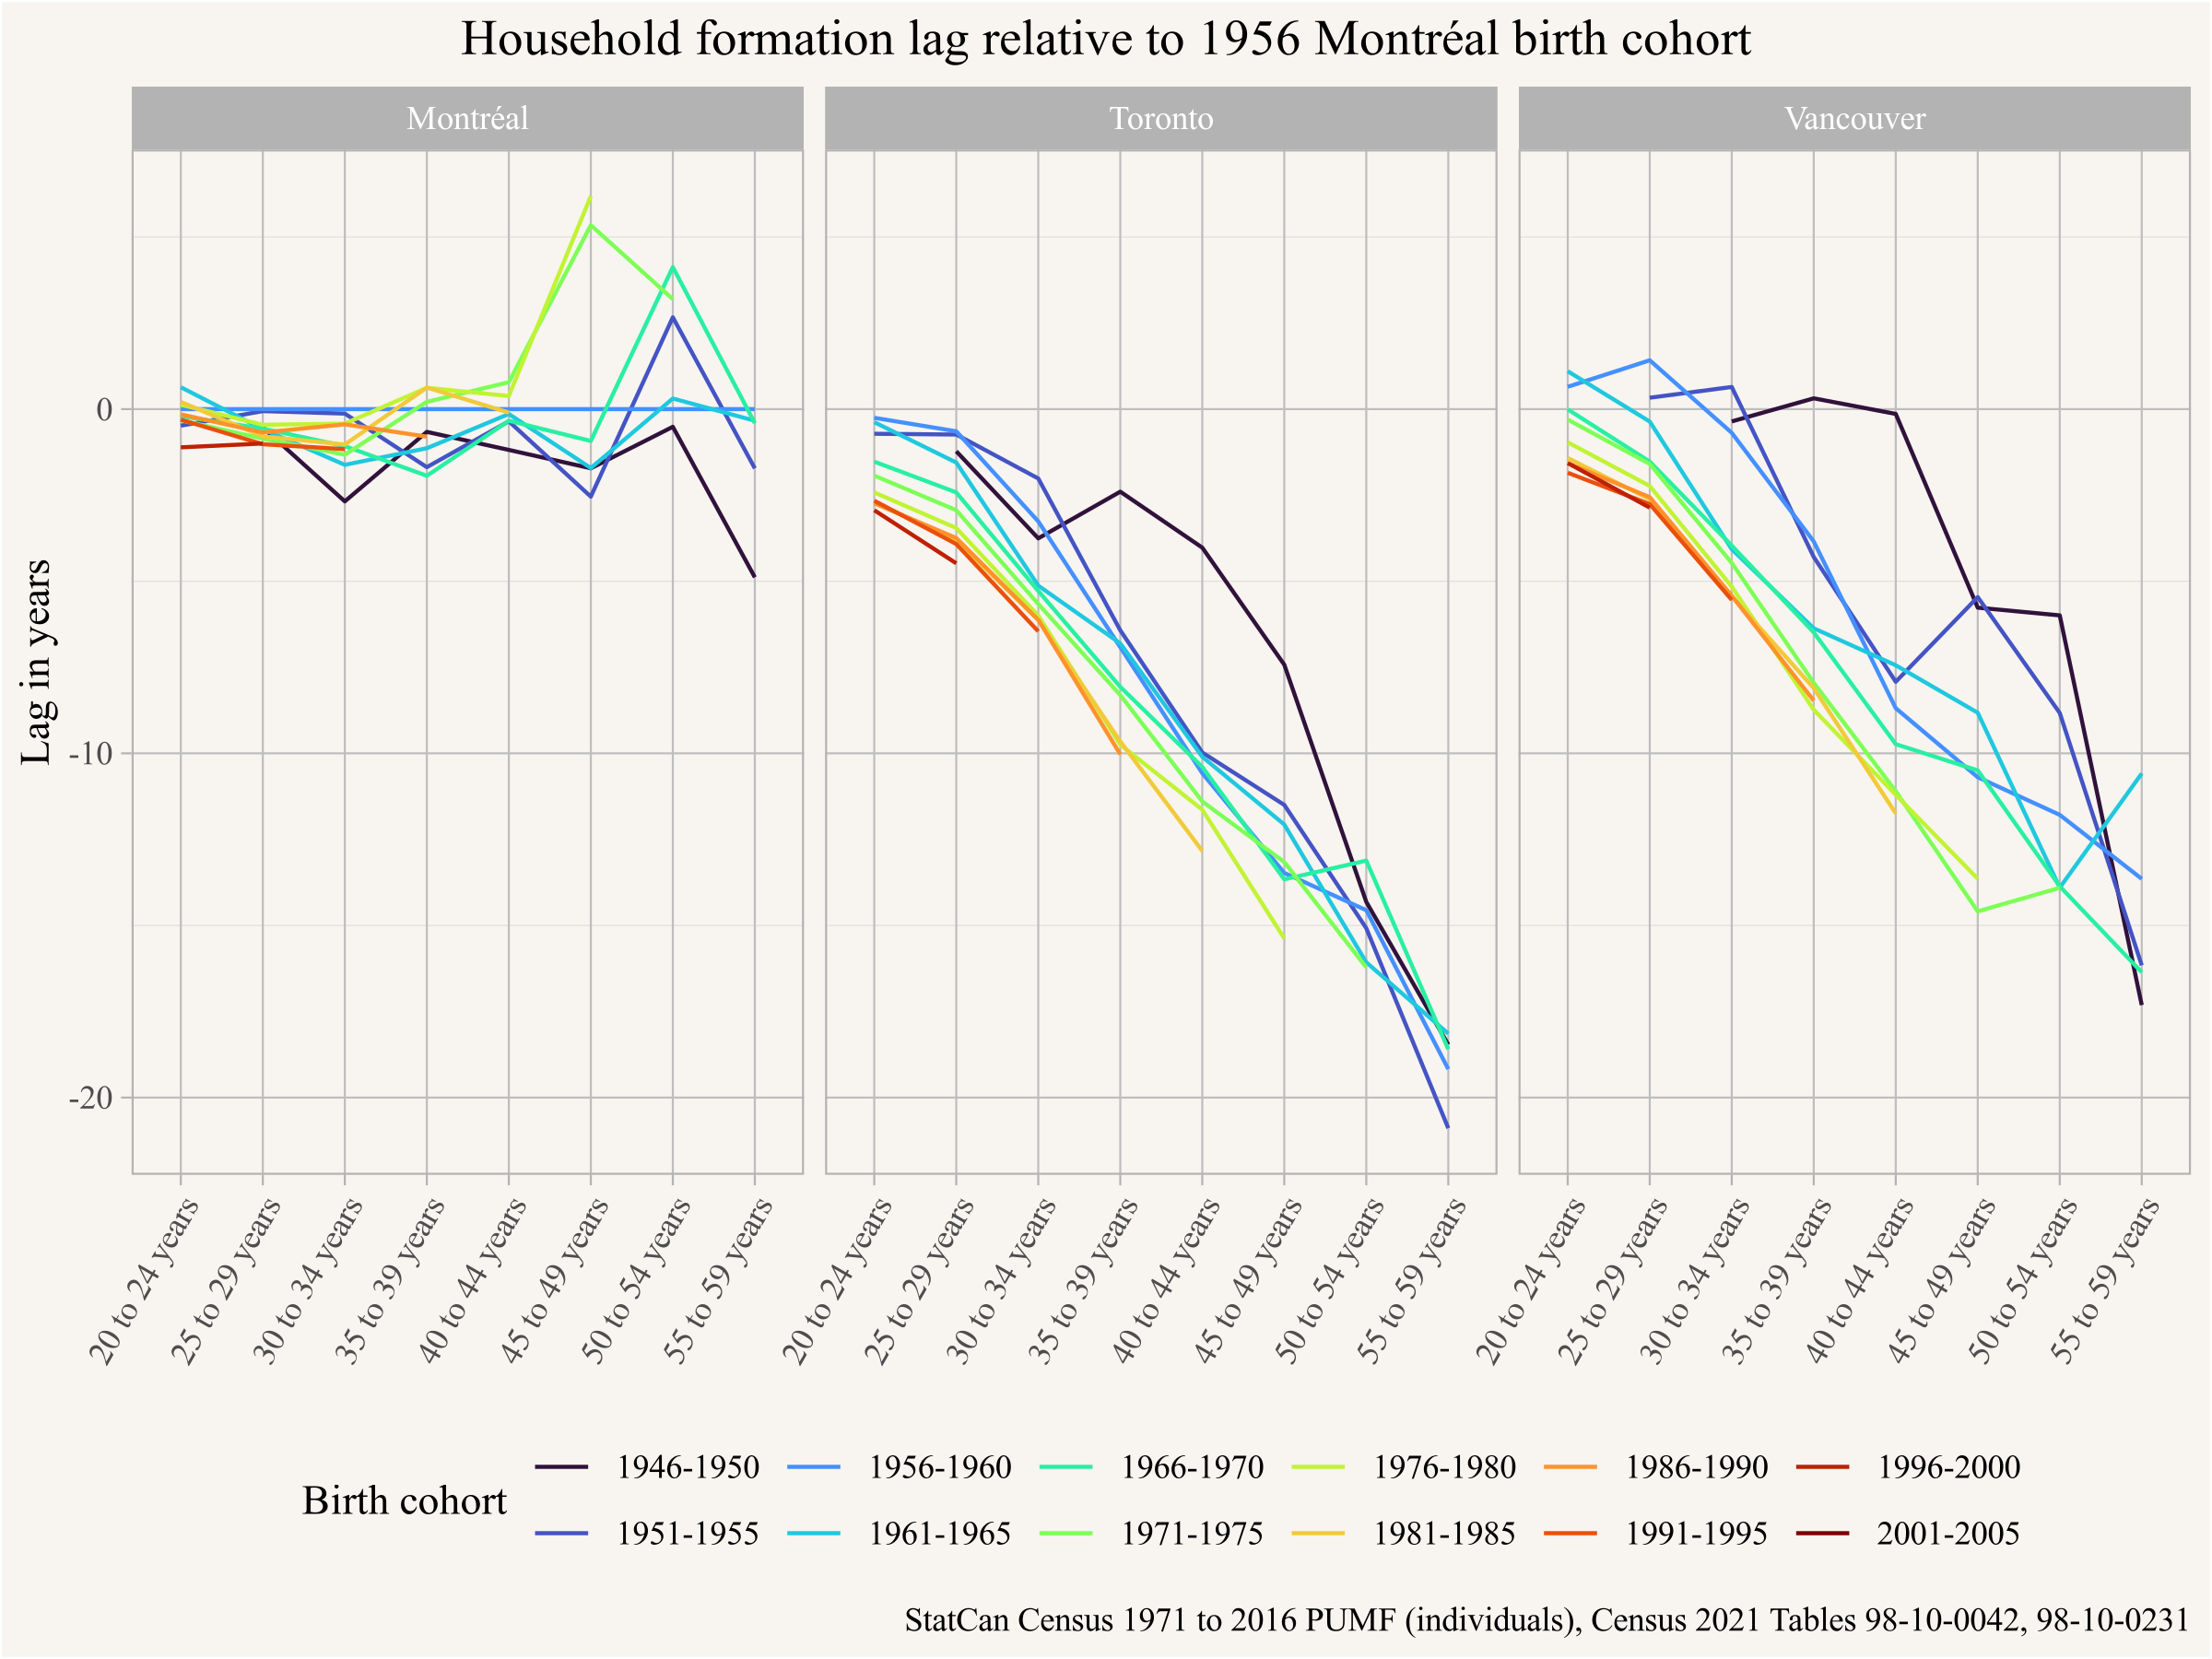 Household formation lag relative to 1956 Montréal birth cohort
Montréal
Toronto
Vancouver
Lag in years
0
-10
-20
20 to 24 years
25 to 29 years
30 to 34 years
35 to 39 years
40 to 44 years
45 to 49 years
50 to 54 years
55 to 59 years
20 to 24 years
25 to 29 years
30 to 34 years
35 to 39 years
40 to 44 years
45 to 49 years
50 to 54 years
55 to 59 years
20 to 24 years
25 to 29 years
30 to 34 years
35 to 39 years
40 to 44 years
45 to 49 years
50 to 54 years
55 to 59 years
Birth cohort
1946-1950
1956-1960
1966-1970
1976-1980
1986-1990
1996-2000
1951-1955
1961-1965
1971-1975
1981-1985
1991-1995
2001-2005
StatCan Census 1971 to 2016 PUMF (individuals), Census 2021 Tables 98-10-0042, 98-10-0231